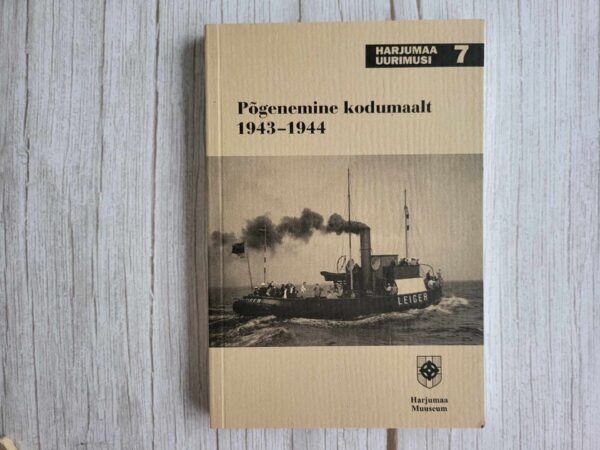 HARJUMAA
UURIMUSI 7
Põgenemine kodumaalt
1943–1944
LEIGER
Harjumaa
Muuseum